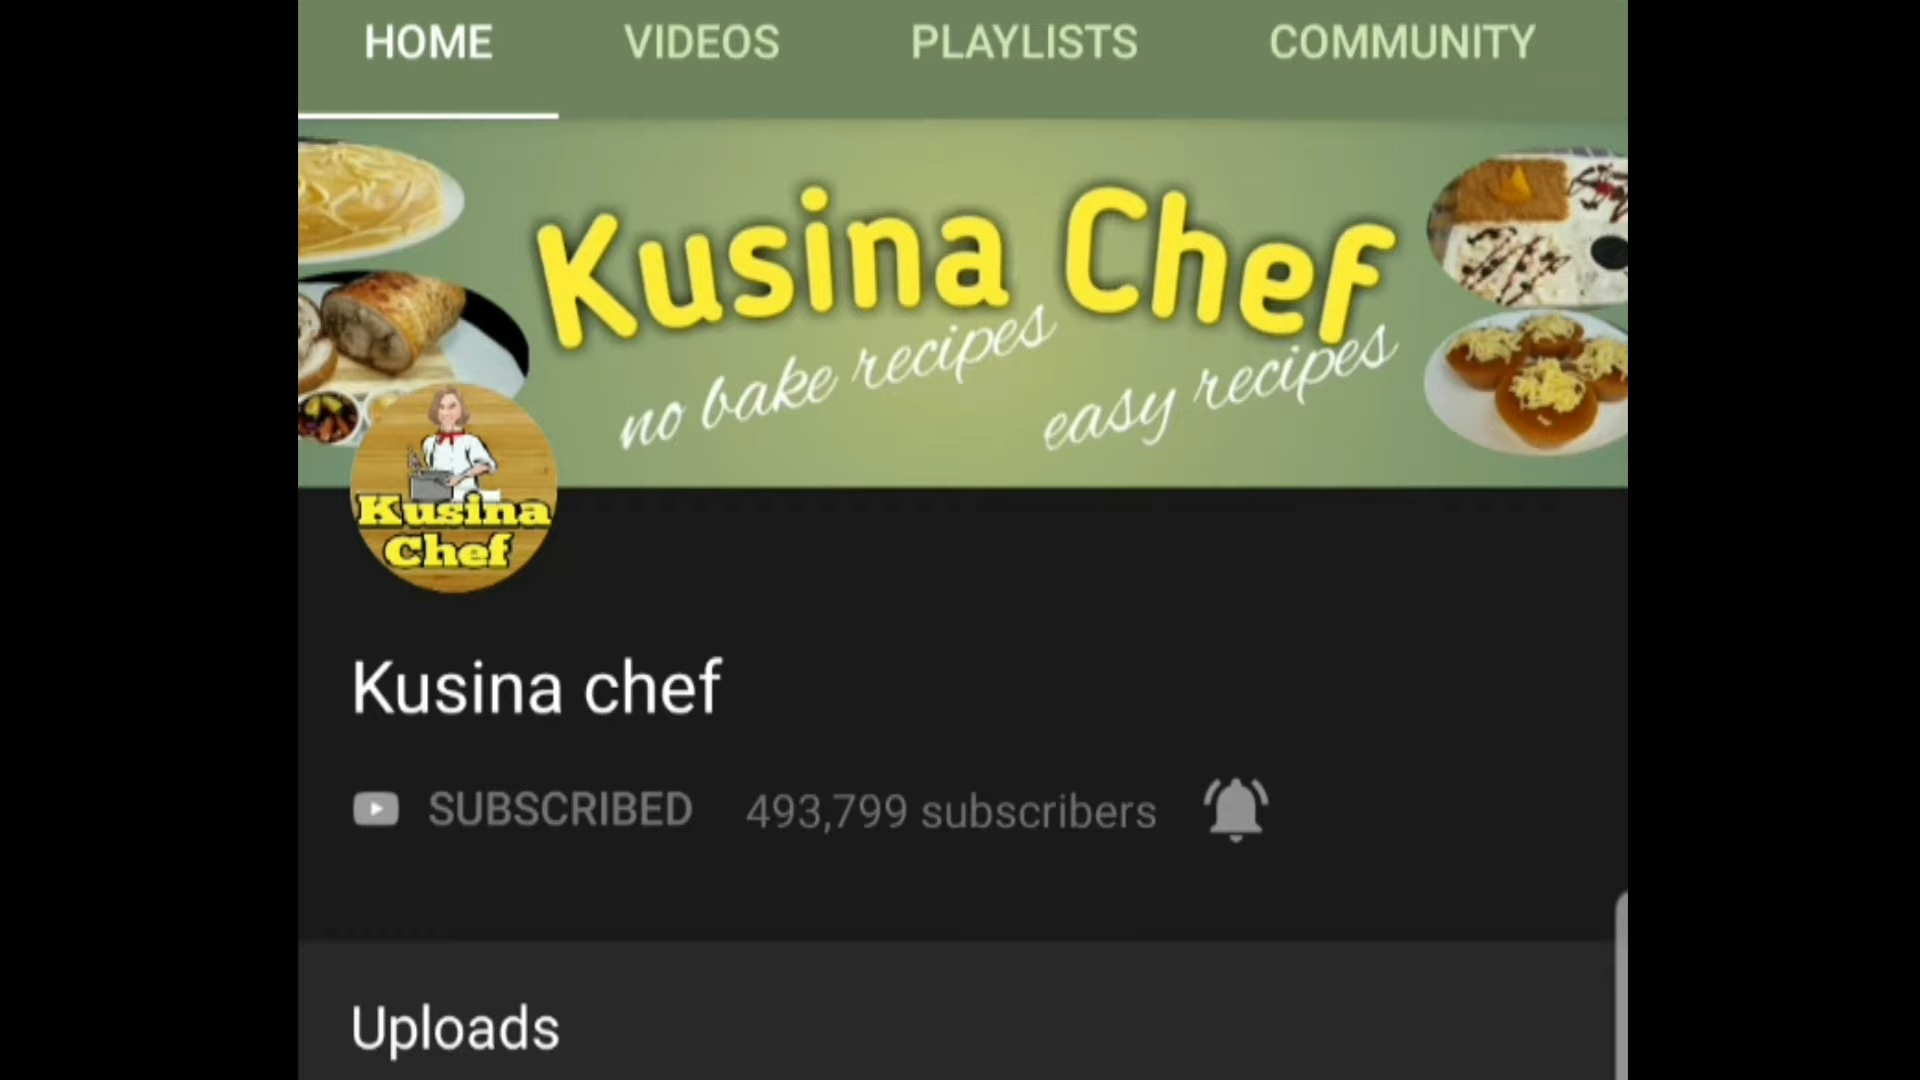 HOME VIDEOS PLAYLISTS COMMUNITY
Kusina Chef
no bake recipes
easy recipes
Kusina
Chef
Kusina chef
SUBSCRIBED 493,799 subscribers
Uploads